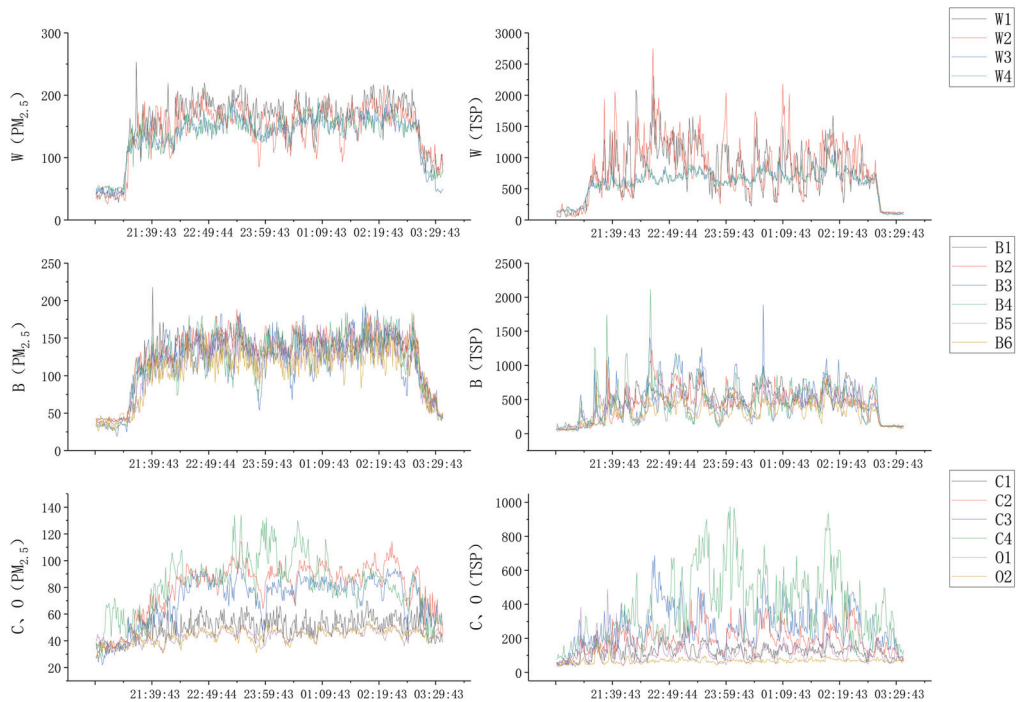 W (PM2.5)
300
200
100
0
21:39:43 22:49:44 23:59:43 01:09:43 02:19:43 03:29:43
W (TSP)
3000
2500
2000
1500
1000
500
0
21:39:43 22:49:44 23:59:43 01:09:43 02:19:43 03:29:43
W1
W2
W3
W4
B (PM2.5)
250
200
150
100
50
0
21:39:43 22:49:44 23:59:43 01:09:43 02:19:43 03:29:43
B (TSP)
2500
2000
1500
1000
500
0
21:39:43 22:49:44 23:59:43 01:09:43 02:19:43 03:29:43
B1
B2
B3
B4
B5
B6
C、O (PM2.5)
140
120
100
80
60
40
20
21:39:43 22:49:44 23:59:43 01:09:43 02:19:43 03:29:43
C、O (TSP)
1000
800
600
400
200
0
21:39:43 22:49:44 23:59:43 01:09:43 02:19:43 03:29:43
C1
C2
C3
C4
O1
O2